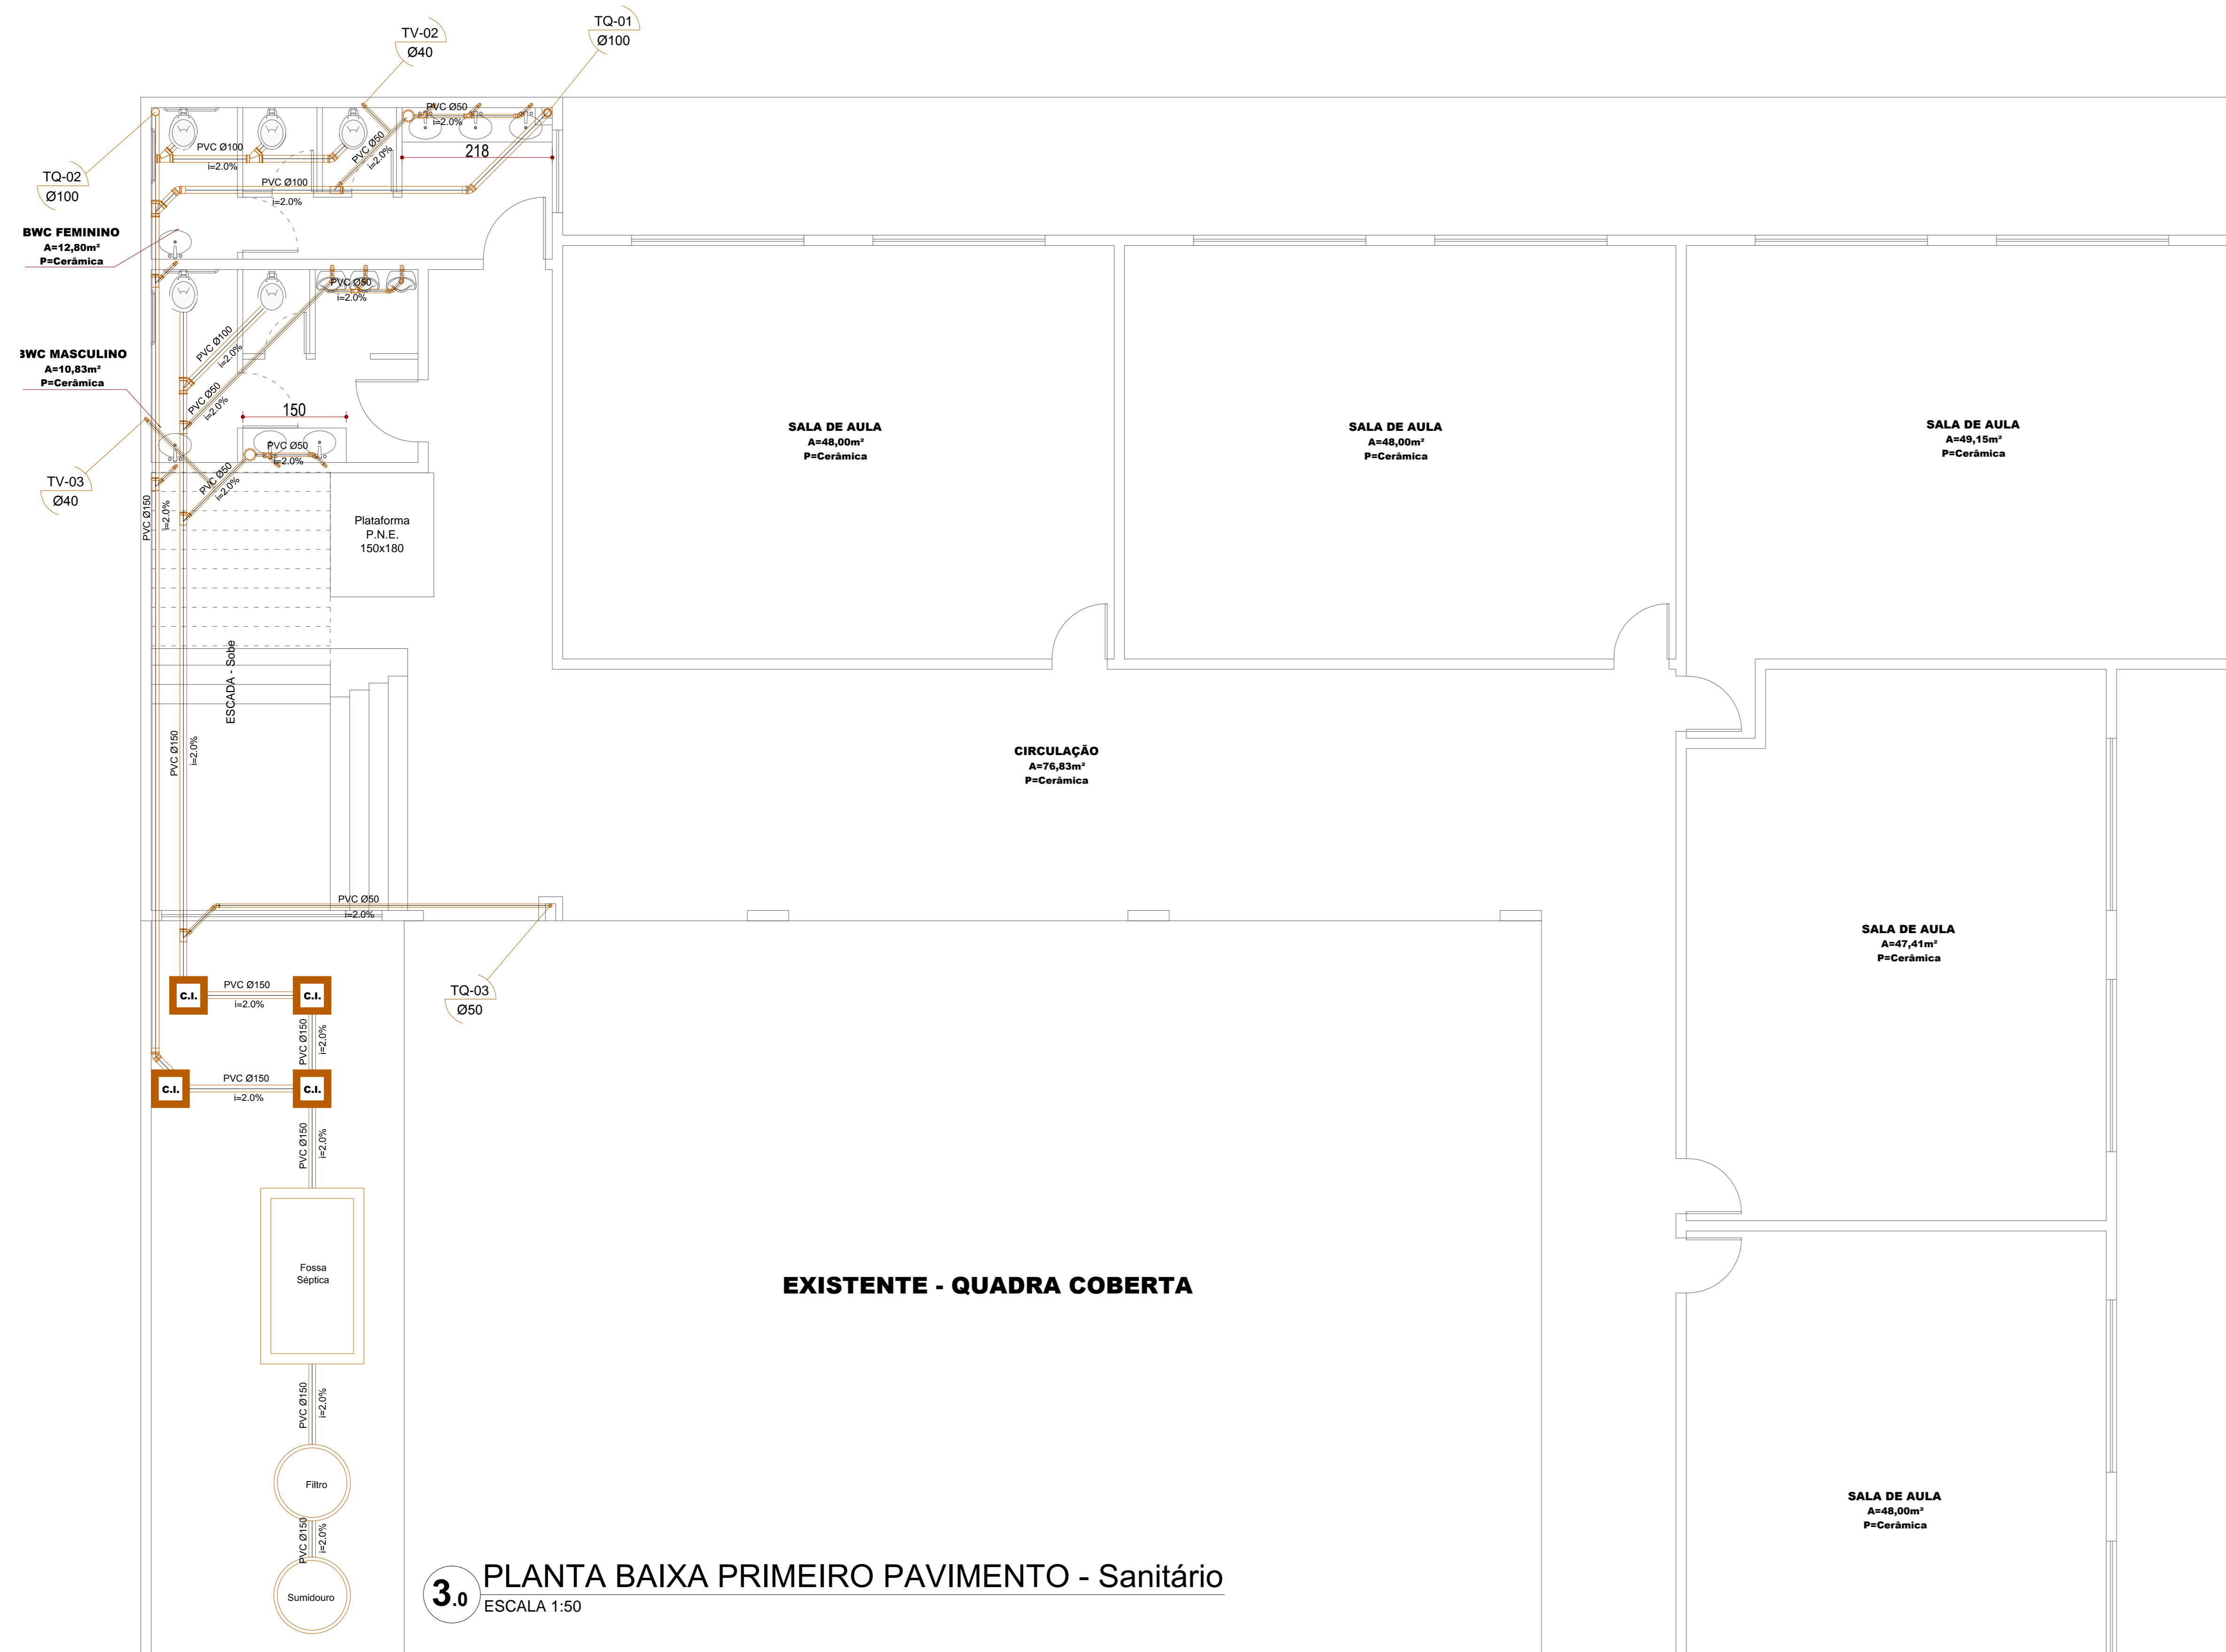 TV-02
Ø40
TQ-01
Ø100
PVC Ø50
i=2.0%
PVC Ø50
i=2.0%
218
PVC Ø100
i=2.0%
PVC Ø100
i=2.0%
TQ-02
Ø100
BWC FEMININO
A=12,80m²
P=Cerâmica
PVC Ø50
i=2.0%
PVC Ø100
i=2.0%
BWC MASCULINO
A=10,83m²
P=Cerâmica
PVC Ø50
i=2.0%
150
PVC Ø50
i=2.0%
PVC Ø50
i=2.0%
TV-03
Ø40
PVC Ø150
i=2.0%
Plataforma
P.N.E.
150x180
SALA DE AULA
A=48,00m²
P=Cerâmica
SALA DE AULA
A=48,00m²
P=Cerâmica
SALA DE AULA
A=49,15m²
P=Cerâmica
ESCADA - Sobe
PVC Ø150
i=2.0%
CIRCULAÇÃO
A=76,83m²
P=Cerâmica
PVC Ø50
i=2.0%
TQ-03
Ø50
SALA DE AULA
A=47,41m²
P=Cerâmica
C.I.
PVC Ø150
i=2.0%
C.I.
PVC Ø150
i=2.0%
C.I.
PVC Ø150
i=2.0%
C.I.
PVC Ø150
i=2.0%
Fossa
Séptica
EXISTENTE - QUADRA COBERTA
PVC Ø150
i=2.0%
Filtro
PVC Ø150
i=2.0%
Sumidouro
SALA DE AULA
A=48,00m²
P=Cerâmica
3.0
PLANTA BAIXA PRIMEIRO PAVIMENTO - Sanitário
ESCALA 1:50